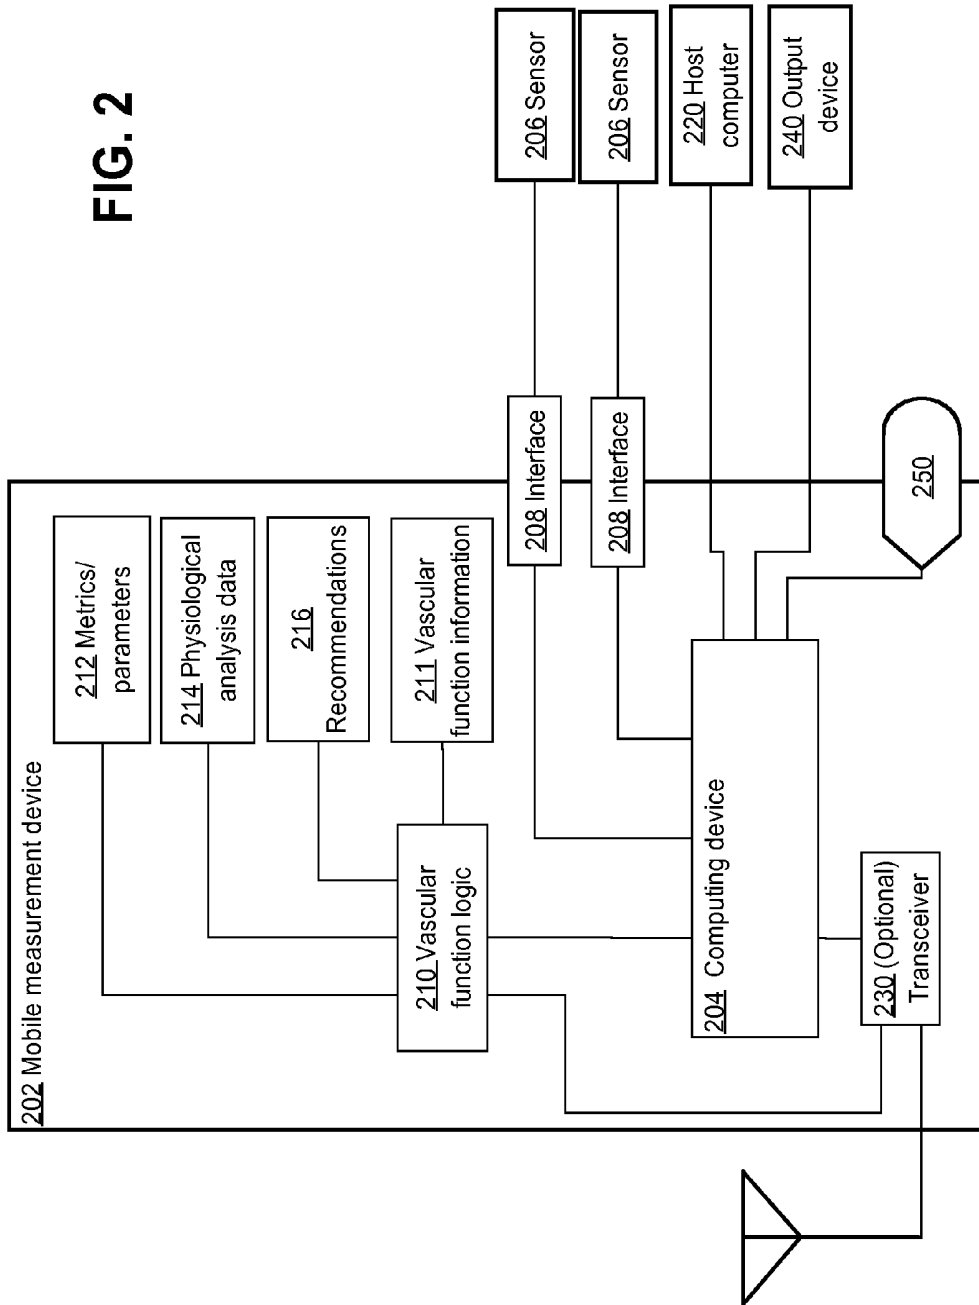 FIG. 2
202 Mobile measurement device
212 Metrics/
parameters
214 Physiological
analysis data
216
Recommendations
211 Vascular
function information
210 Vascular
function logic
208 Interface
206 Sensor
208 Interface
206 Sensor
220 Host
computer
240 Output
device
204 Computing device
250
230 (Optional)
Transceiver